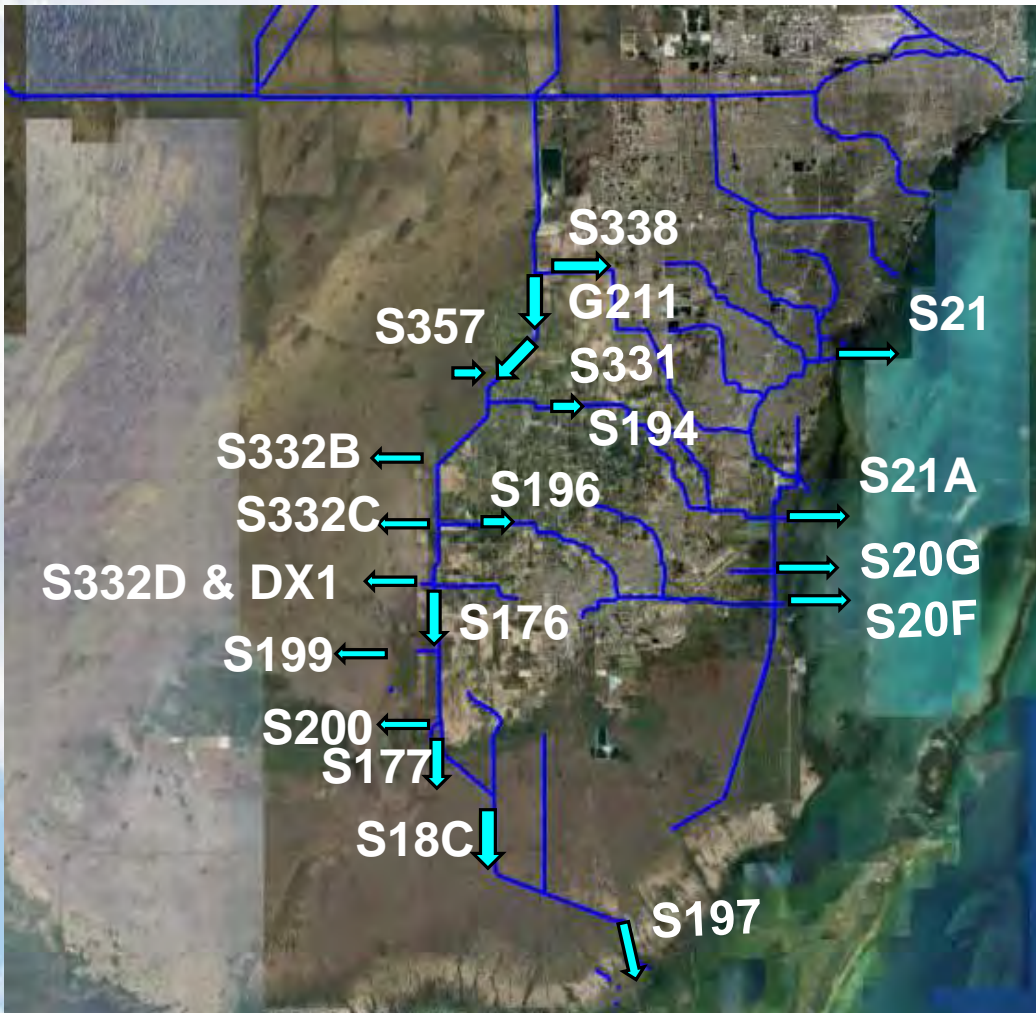 S338
G211
S21
S357
S331
S194
S332B
S196
S21A
S332C
S20G
S332D & DX1
S176
S20F
S199
S200
S177
S18C
S197